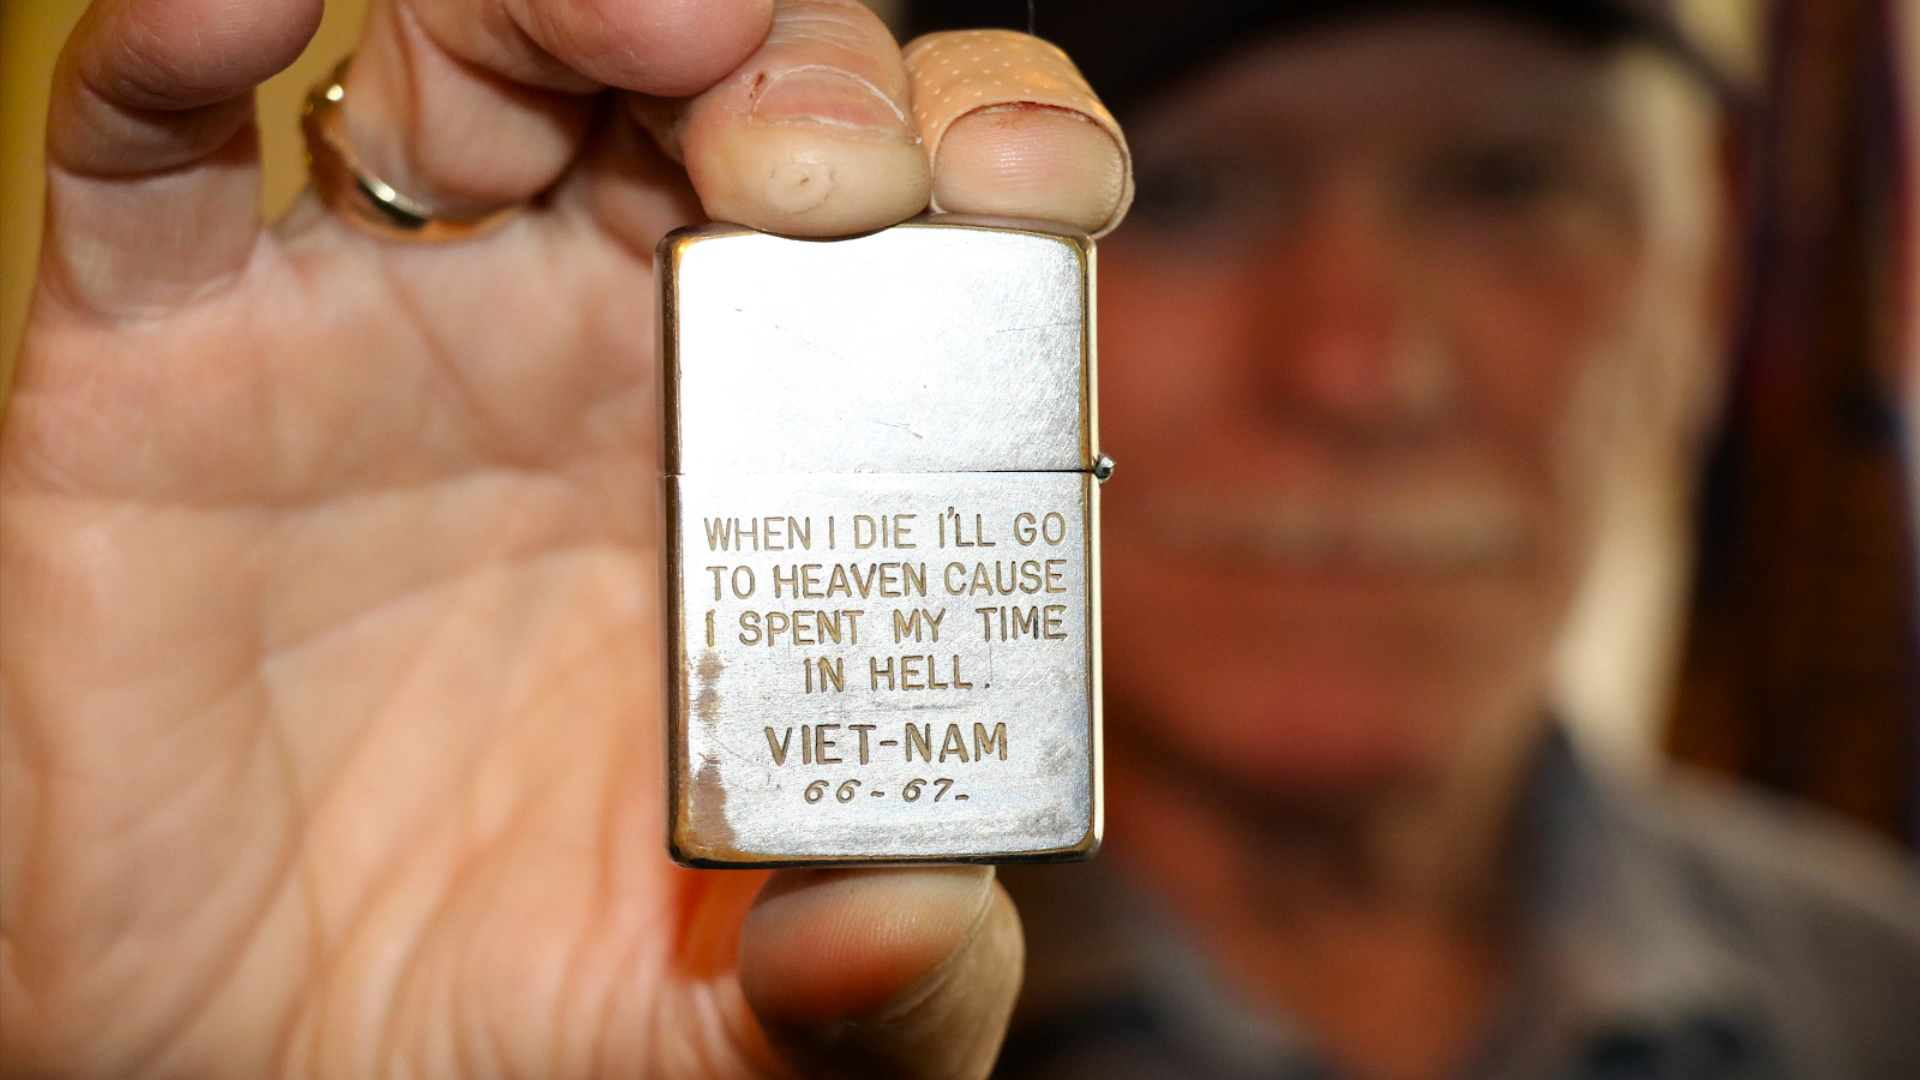 WHEN I DIE I'LL GO
TO HEAVEN CAUSE
I SPENT MY TIME
IN HELL.
VIET-NAM
66-67-